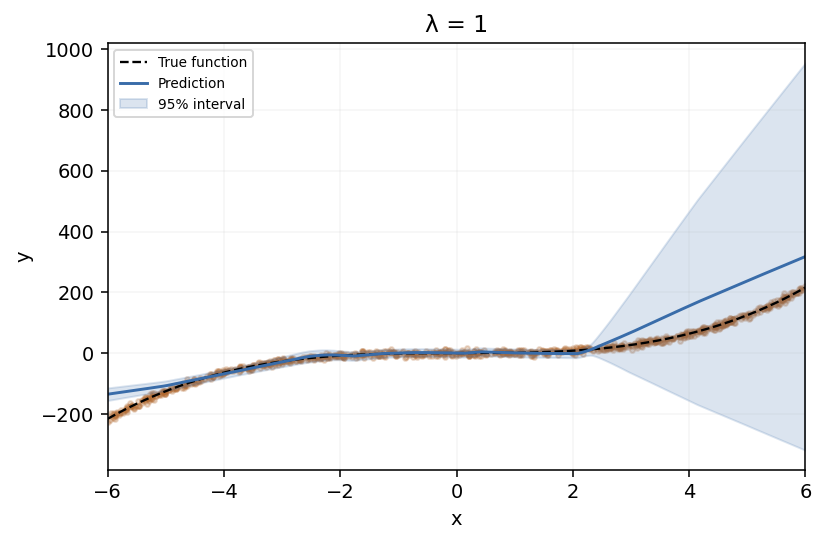 λ = 1
1000
800
600
400
200
0
−200
y
True function
Prediction
95% interval
−6 −4 −2 0 2 4 6
x